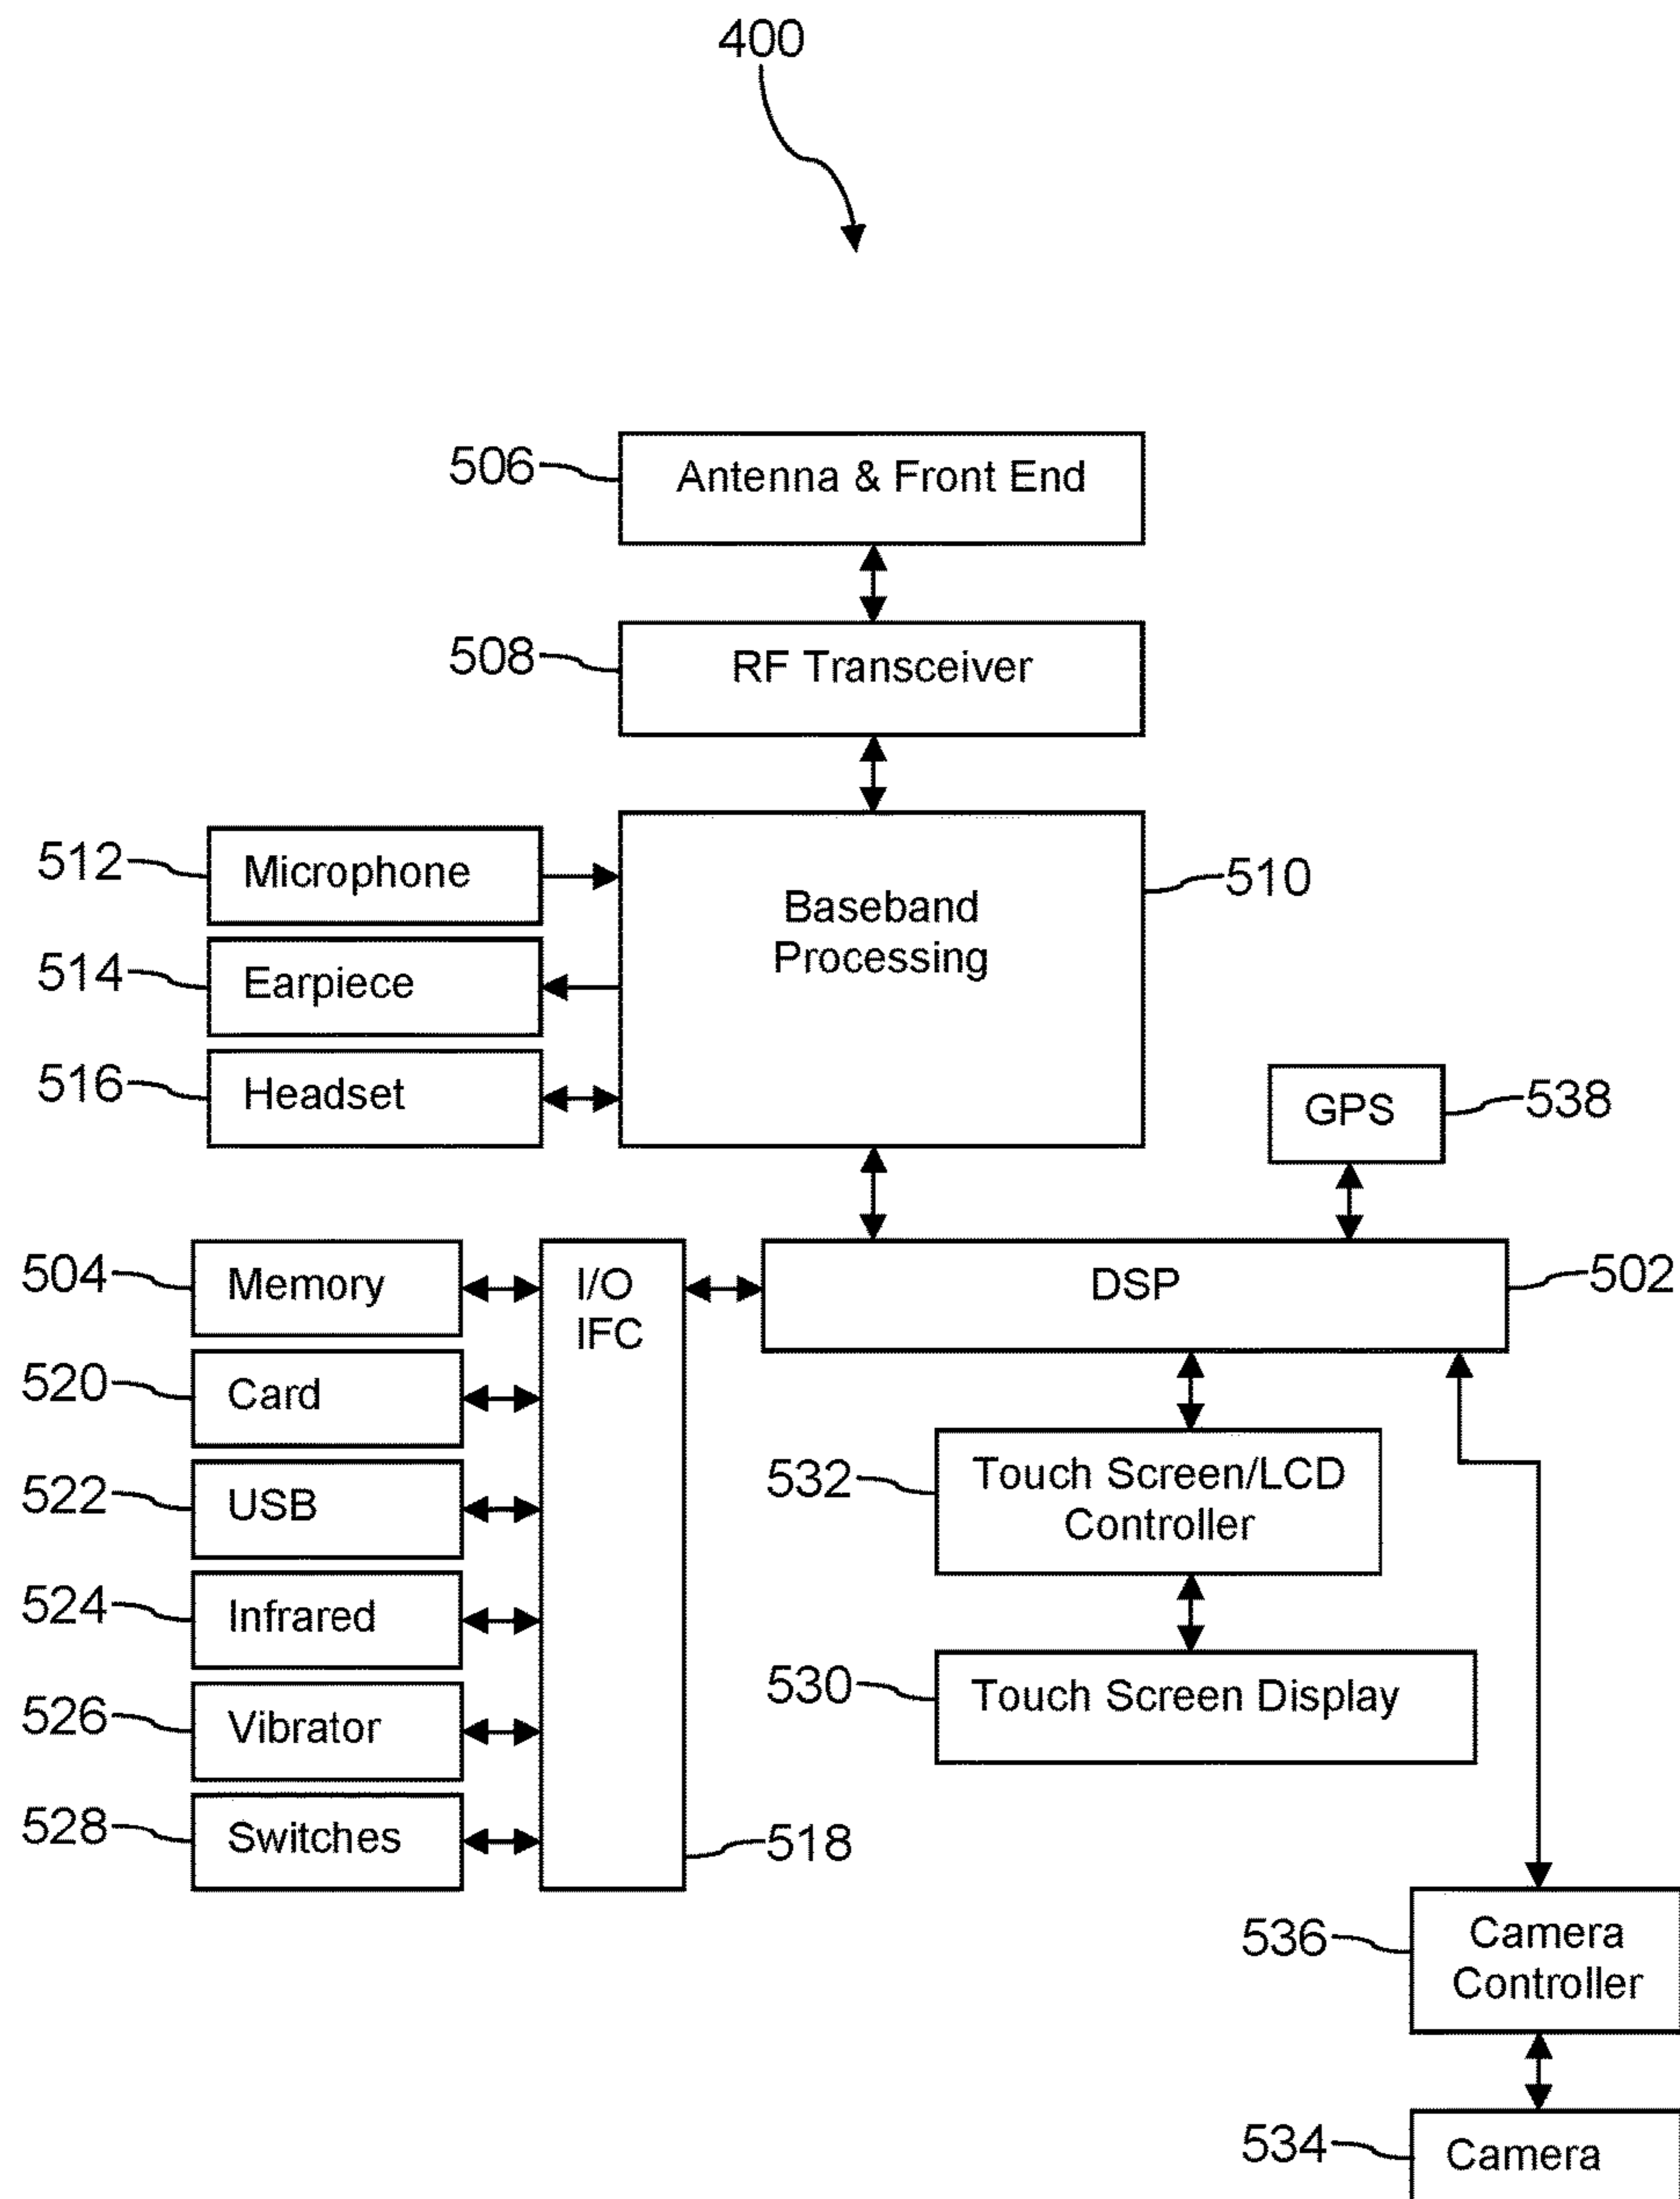 400
506
Antenna & Front End
508
RF Transceiver
512
Microphone
510
Baseband
Processing
514
Earpiece
516
Headset
GPS
538
504
Memory
I/O
IFC
DSP
502
520
Card
522
USB
532
Touch Screen/LCD
Controller
524
Infrared
526
Vibrator
530
Touch Screen Display
528
Switches
518
536
Camera
Controller
534
Camera